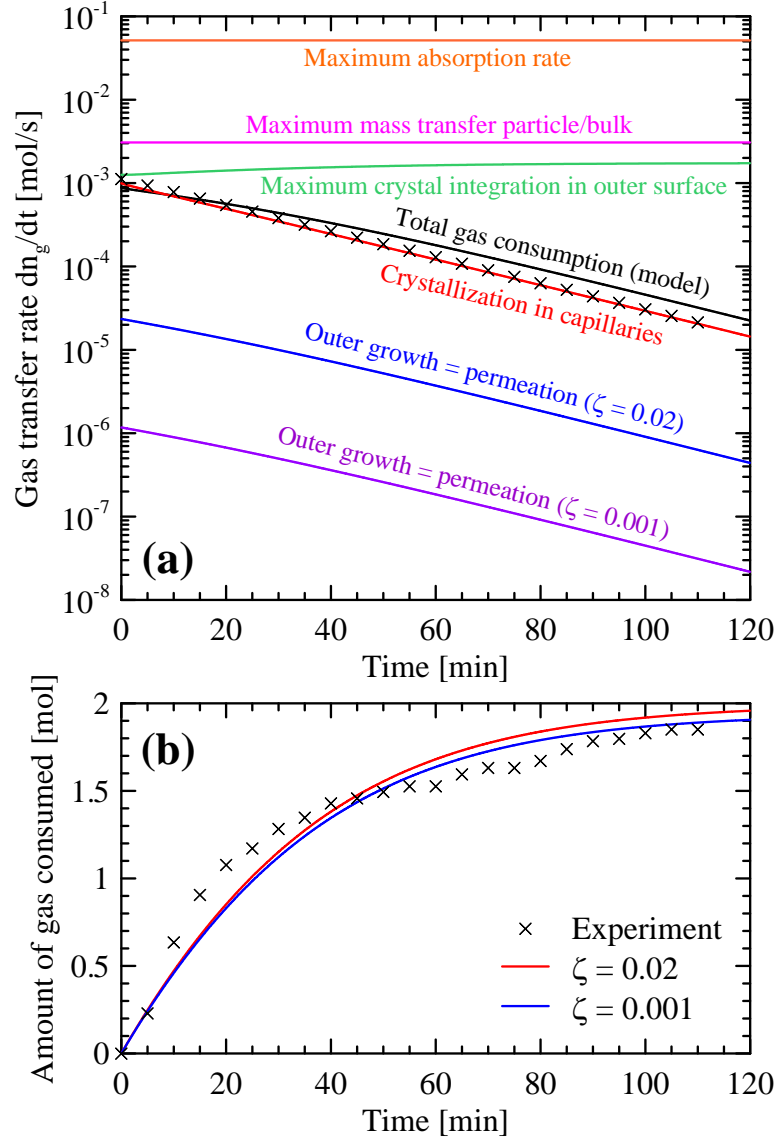 10⁻¹
Maximum absorption rate
10⁻²
Maximum mass transfer particle/bulk
10⁻³
Maximum crystal integration in outer surface
Total gas consumption (model)
10⁻⁴
Crystallization in capillaries
10⁻⁵
Outer growth = permeation (ζ = 0.02)
10⁻⁶
Outer growth = permeation (ζ = 0.001)
10⁻⁷
(a)
10⁻⁸
Gas transfer rate dn_g/dt [mol/s]
0 20 40 60 80 100 120
Time [min]
2
(b)
1.5
1
0.5
0
Amount of gas consumed [mol]
Experiment
ζ = 0.02
ζ = 0.001
0 20 40 60 80 100 120
Time [min]